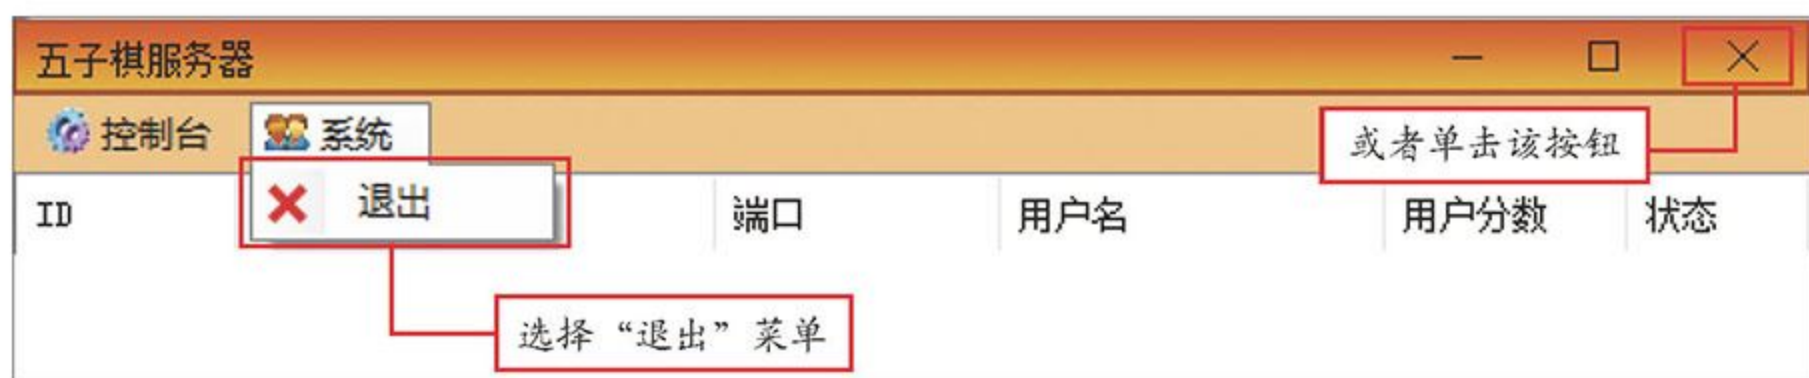 五子棋服务器
控制台 系统
或者单击该按钮
退出
ID 端口 用户名 用户分数 状态
选择“退出”菜单